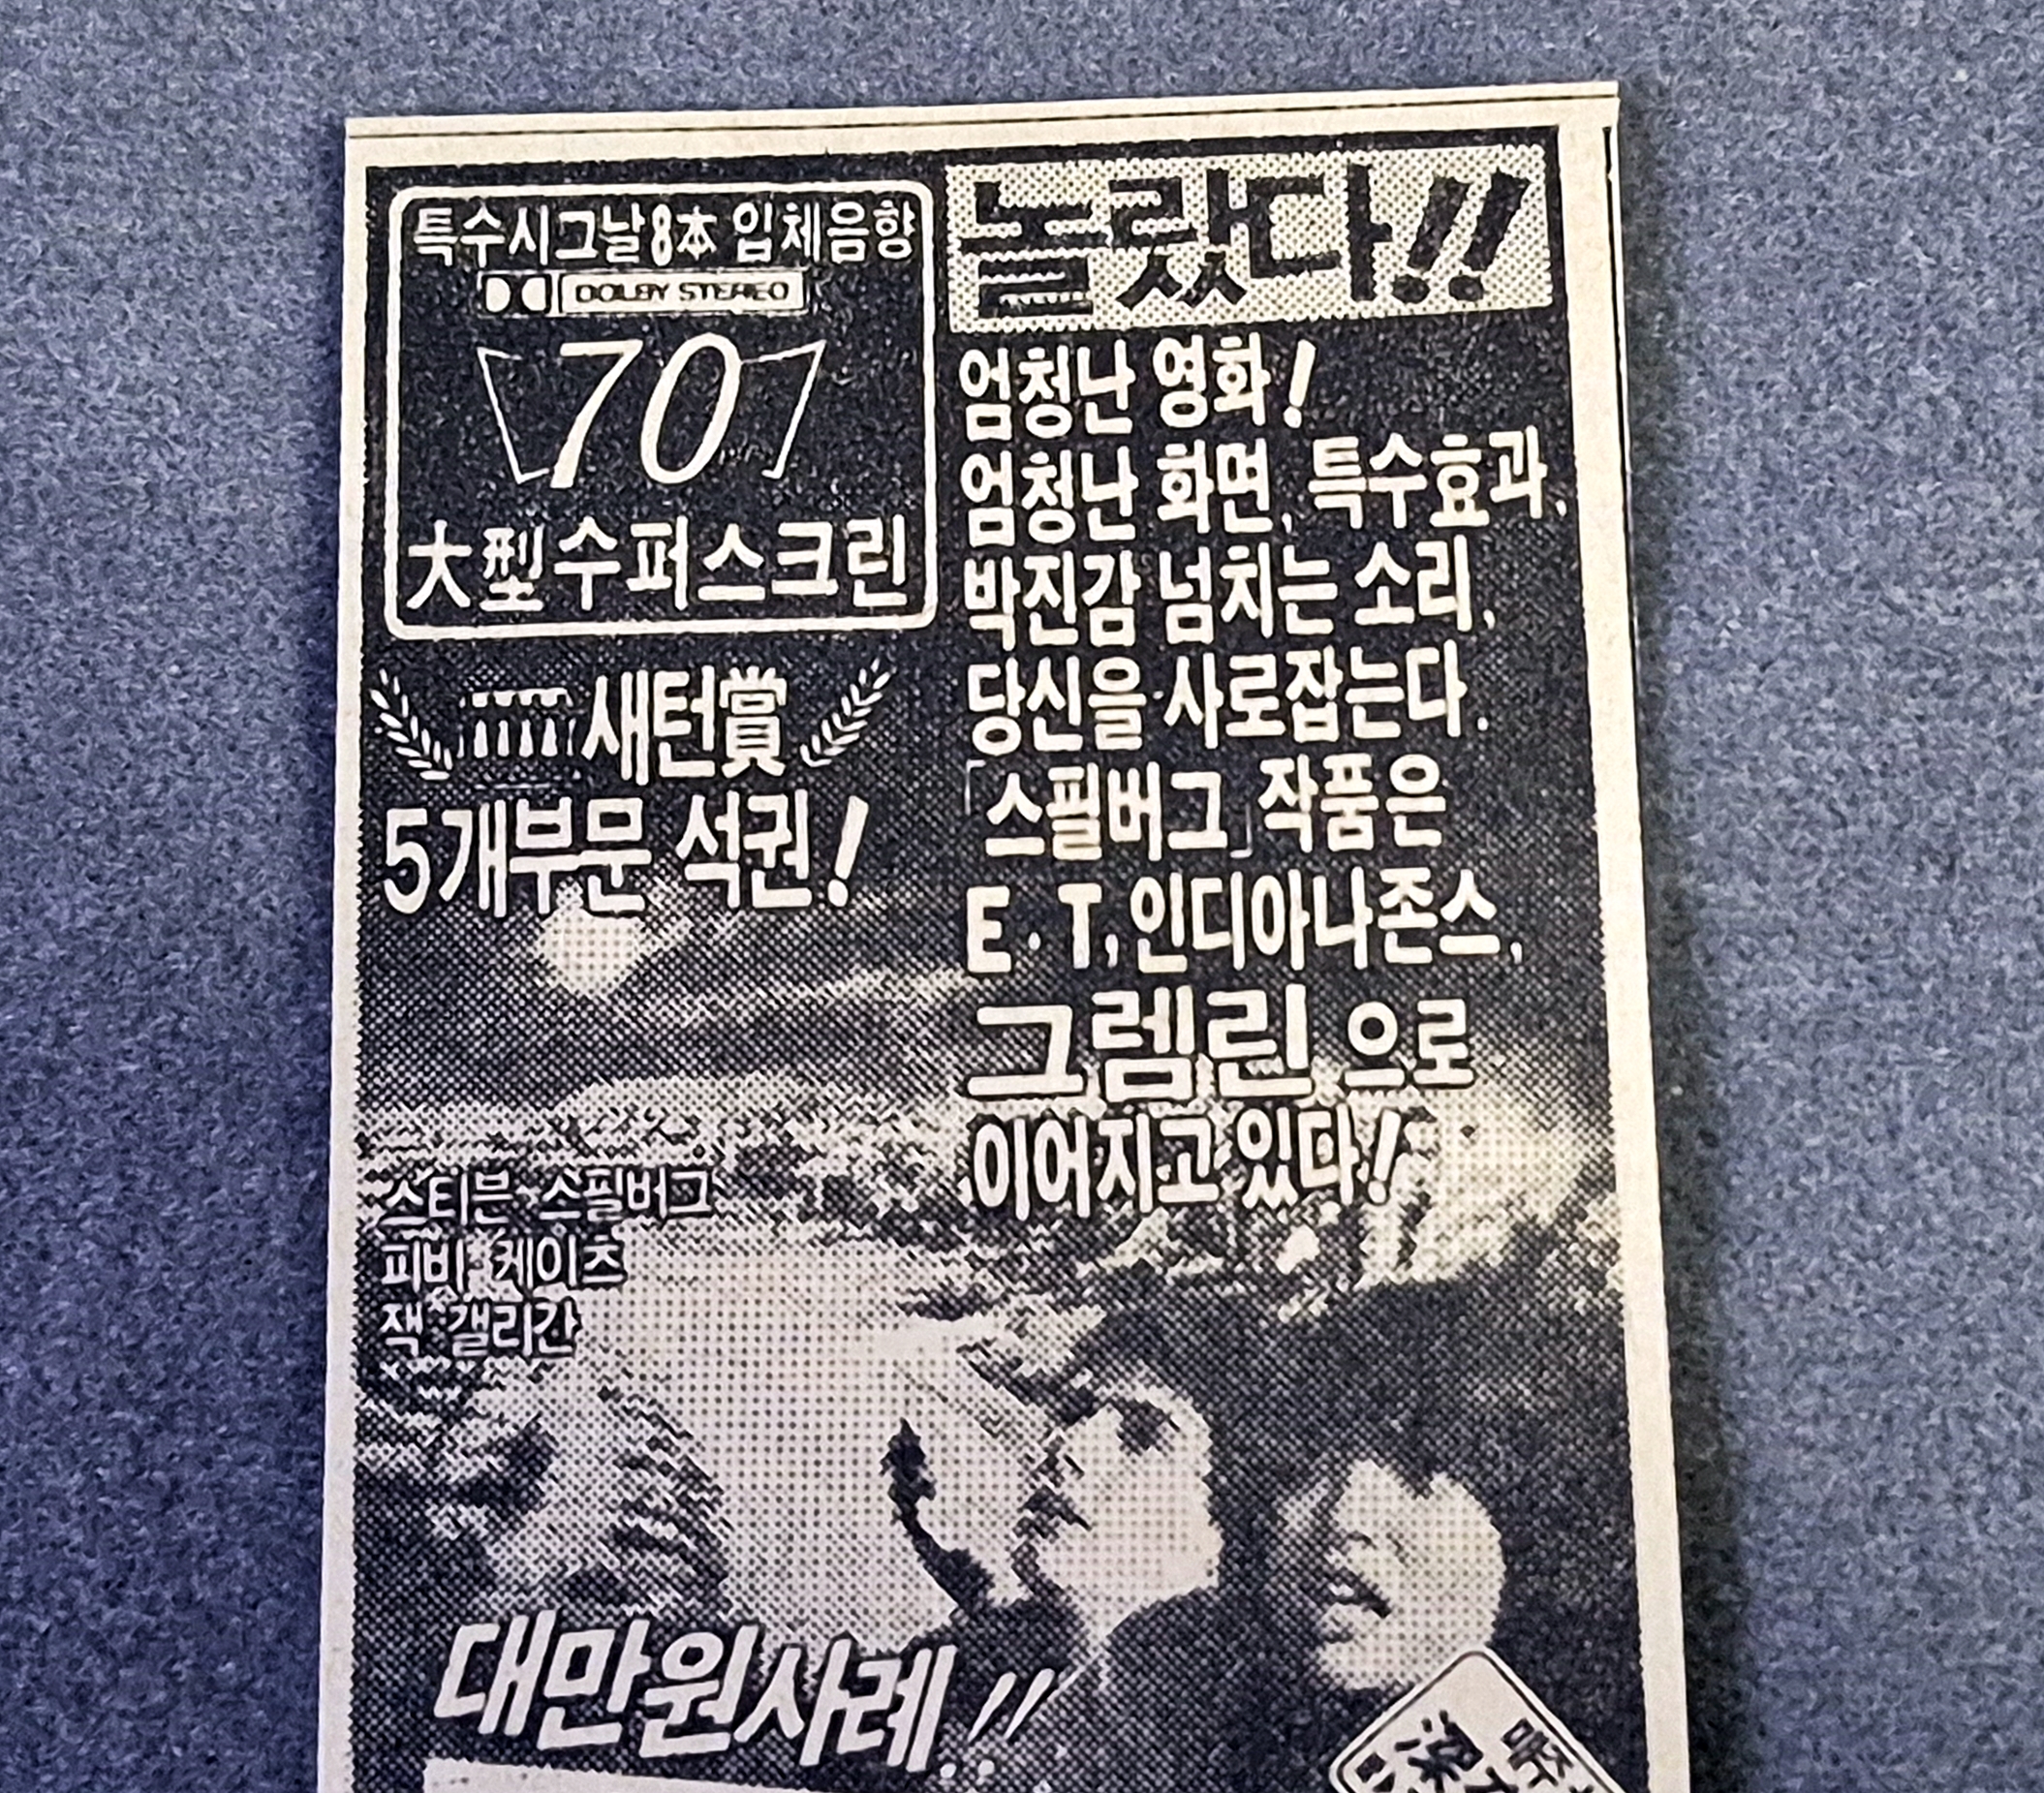 특수시그날8本 입체음향
DOLBY STEREO
70
大型수퍼스크린
새턴賞
5개부문 석권!
놀랐다!!
엄청난 영화!
엄청난 화면, 특수효과,
박진감 넘치는 소리,
당신을 사로잡는다.
「스필버그」작품은
E·T, 인디아나존스,
그렘린으로
이어지고 있다!
스티븐 스필버그
피비 케이츠
잭 갤리간
대만원사례!!
매주
深